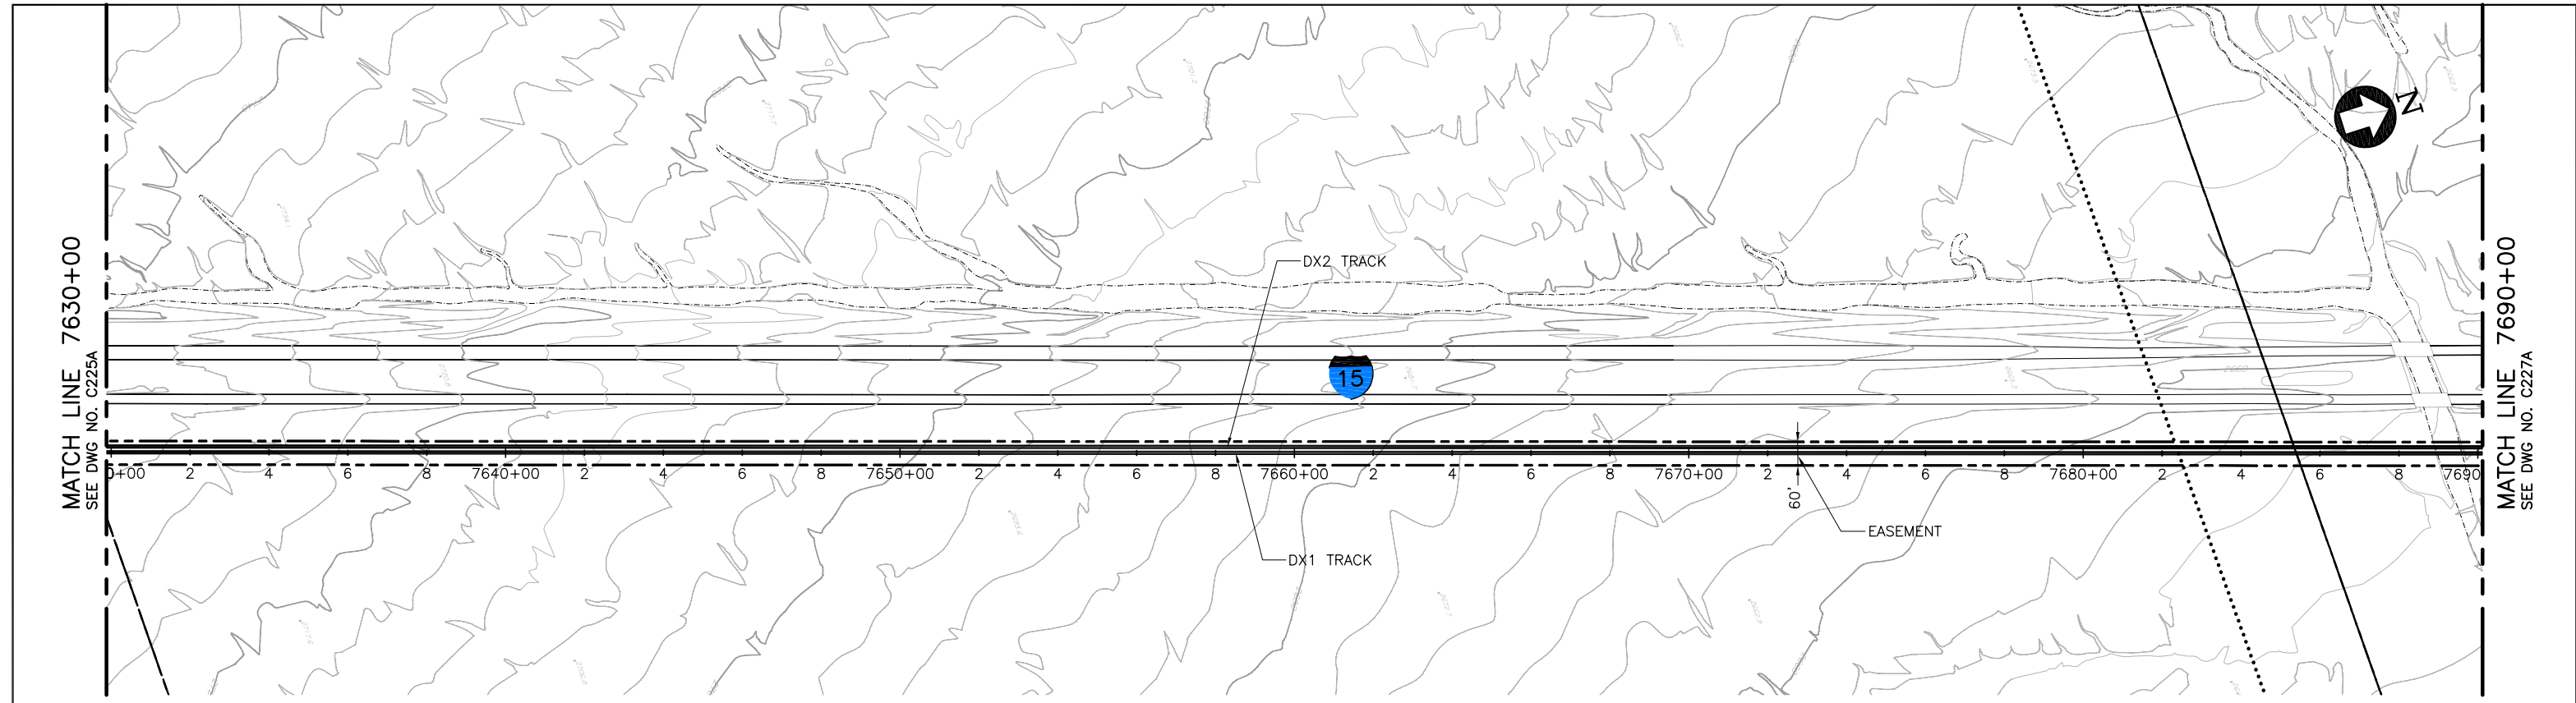 N
MATCH LINE 7630+00
SEE DWG NO. C225A
DX2 TRACK
15
0+00 2 4 6 8 7640+00 2 4 6 8 7650+00 2 4 6 8 7660+00 2 4 6 8 7670+00 2 4 6 8 7680+00 2 4 6 8 7690
60'
EASEMENT
DX1 TRACK
MATCH LINE 7690+00
SEE DWG NO. C227A